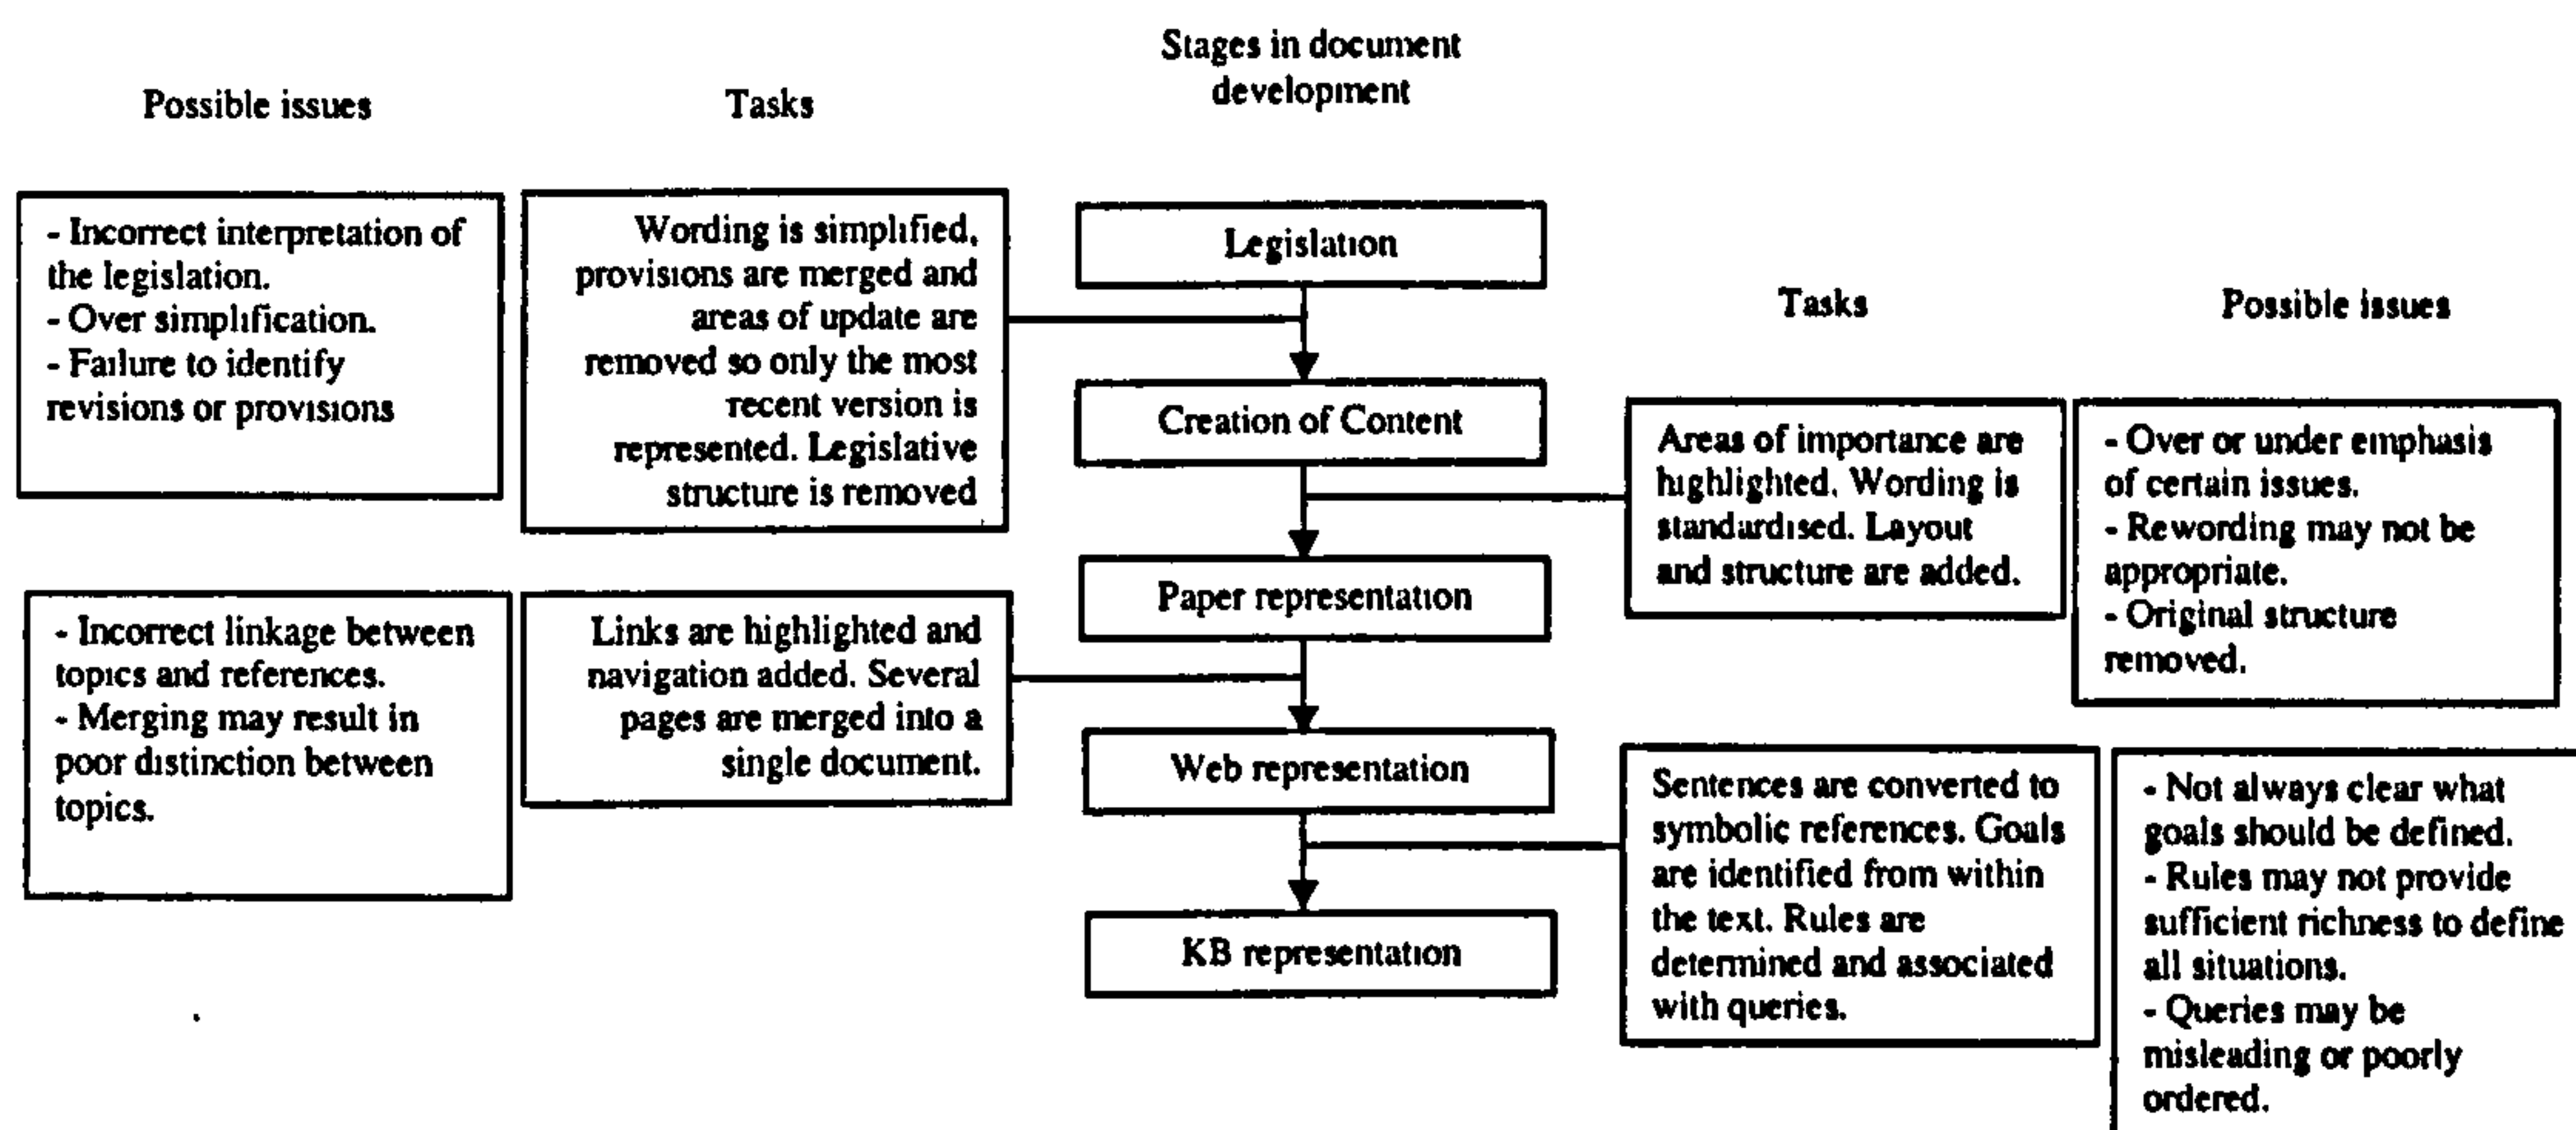 Stages in document
development
Possible issues
Tasks
- Incorrect interpretation of
the legislation.
- Over simplification.
- Failure to identify
revisions or provisions
Wording is simplified,
provisions are merged and
areas of update are
removed so only the most
recent version is
represented. Legislative
structure is removed
Legislation
Creation of Content
Paper representation
Web representation
KB representation
Tasks
Possible issues
Areas of importance are
highlighted. Wording is
standardised. Layout
and structure are added.
- Over or under emphasis
of certain issues.
- Rewording may not be
appropriate.
- Original structure
removed.
- Incorrect linkage between
topics and references.
- Merging may result in
poor distinction between
topics.
Links are highlighted and
navigation added. Several
pages are merged into a
single document.
Sentences are converted to
symbolic references. Goals
are identified from within
the text. Rules are
determined and associated
with queries.
- Not always clear what
goals should be defined.
- Rules may not provide
sufficient richness to define
all situations.
- Queries may be
misleading or poorly
ordered.